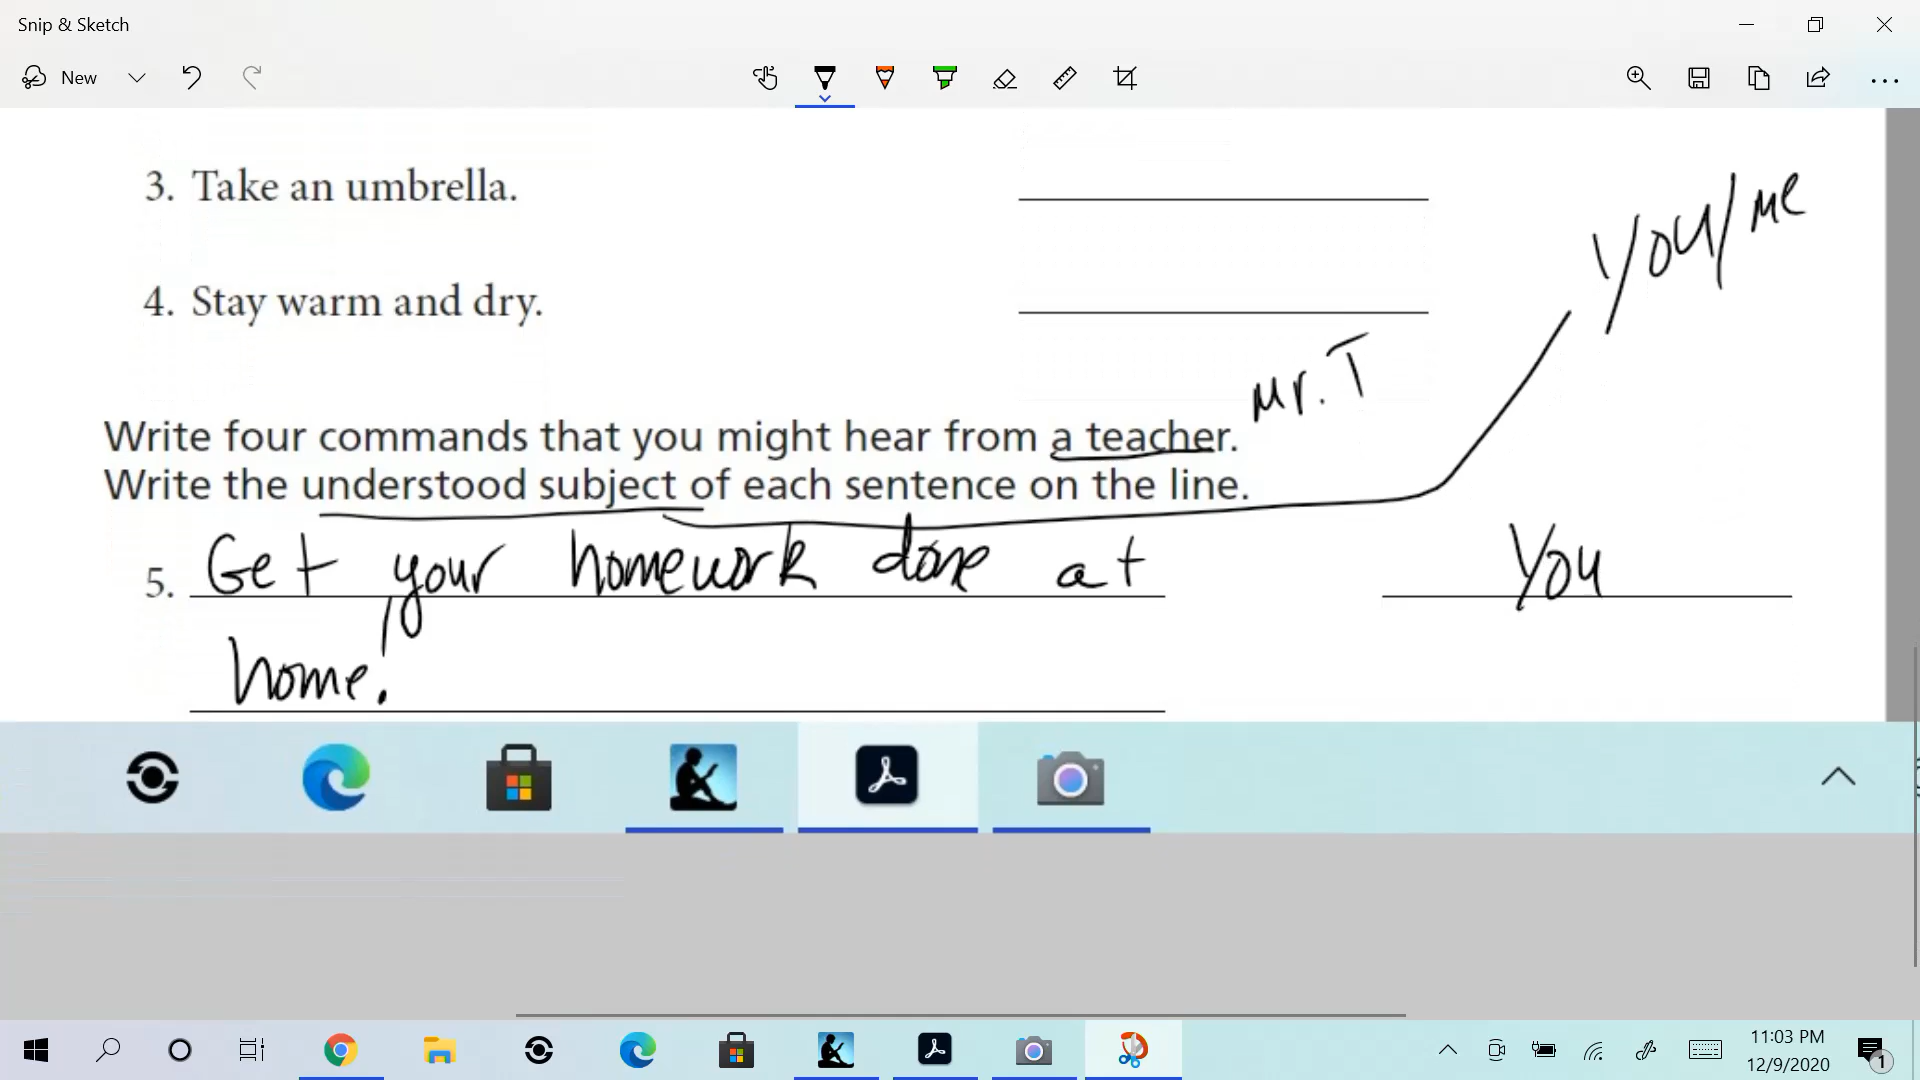 Snip & Sketch
New
3. Take an umbrella.
you/me
4. Stay warm and dry.
Mr. T
Write four commands that you might hear from a teacher.
Write the understood subject of each sentence on the line.
5. Get your homework done at
You
home.
11:03 PM
12/9/2020
1